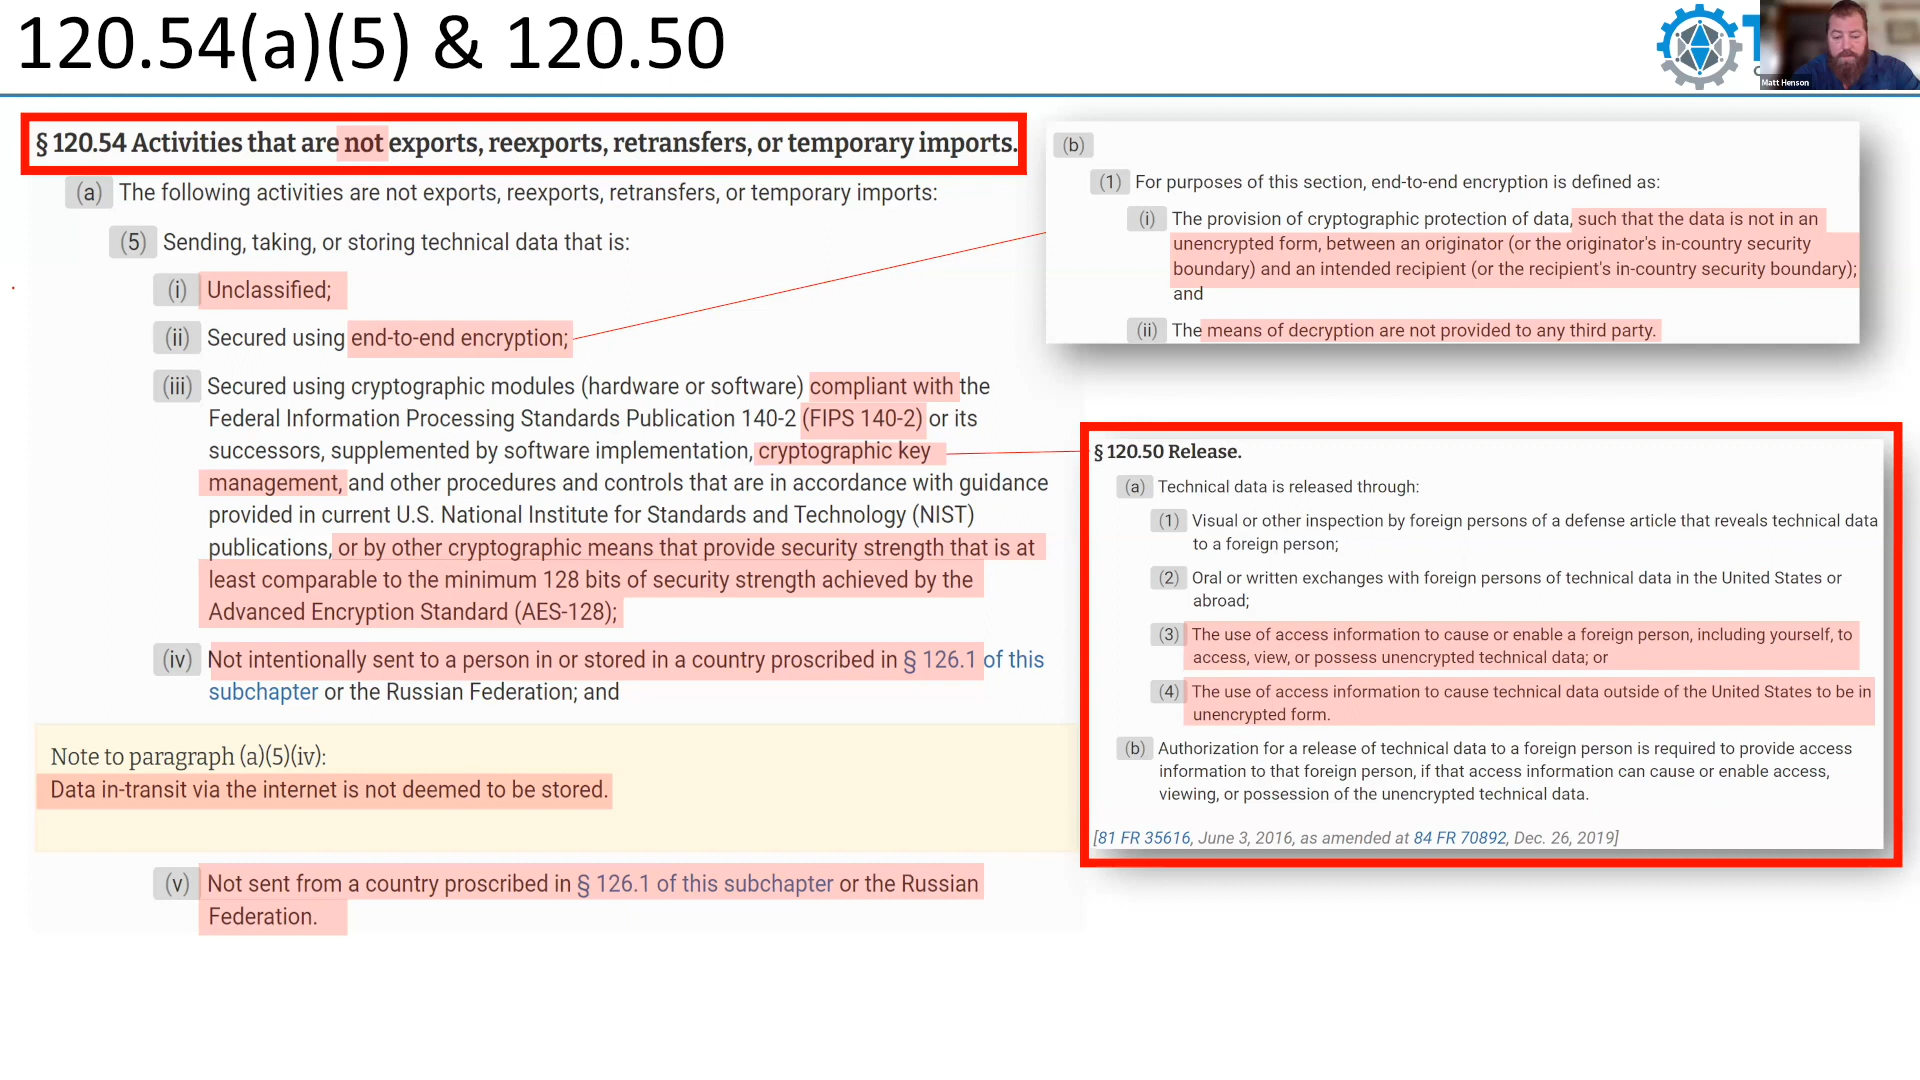 120.54(a)(5) & 120.50
Matt Henson
§ 120.54 Activities that are not exports, reexports, retransfers, or temporary imports.
(a) The following activities are not exports, reexports, retransfers, or temporary imports:
(5) Sending, taking, or storing technical data that is:
(i) Unclassified;
(ii) Secured using end-to-end encryption;
(iii) Secured using cryptographic modules (hardware or software) compliant with the
Federal Information Processing Standards Publication 140-2 (FIPS 140-2) or its
successors, supplemented by software implementation, cryptographic key
management, and other procedures and controls that are in accordance with guidance
provided in current U.S. National Institute for Standards and Technology (NIST)
publications, or by other cryptographic means that provide security strength that is at
least comparable to the minimum 128 bits of security strength achieved by the
Advanced Encryption Standard (AES-128);
(iv) Not intentionally sent to a person in or stored in a country proscribed in § 126.1 of this
subchapter or the Russian Federation; and
Note to paragraph (a)(5)(iv):
Data in-transit via the internet is not deemed to be stored.
(v) Not sent from a country proscribed in § 126.1 of this subchapter or the Russian
Federation.
(b)
(1) For purposes of this section, end-to-end encryption is defined as:
(i) The provision of cryptographic protection of data, such that the data is not in an
unencrypted form, between an originator (or the originator's in-country security
boundary) and an intended recipient (or the recipient's in-country security boundary);
and
(ii) The means of decryption are not provided to any third party.
§ 120.50 Release.
(a) Technical data is released through:
(1) Visual or other inspection by foreign persons of a defense article that reveals technical data
to a foreign person;
(2) Oral or written exchanges with foreign persons of technical data in the United States or
abroad;
(3) The use of access information to cause or enable a foreign person, including yourself, to
access, view, or possess unencrypted technical data; or
(4) The use of access information to cause technical data outside of the United States to be in
unencrypted form.
(b) Authorization for a release of technical data to a foreign person is required to provide access
information to that foreign person, if that access information can cause or enable access,
viewing, or possession of the unencrypted technical data.
[81 FR 35616, June 3, 2016, as amended at 84 FR 70892, Dec. 26, 2019]